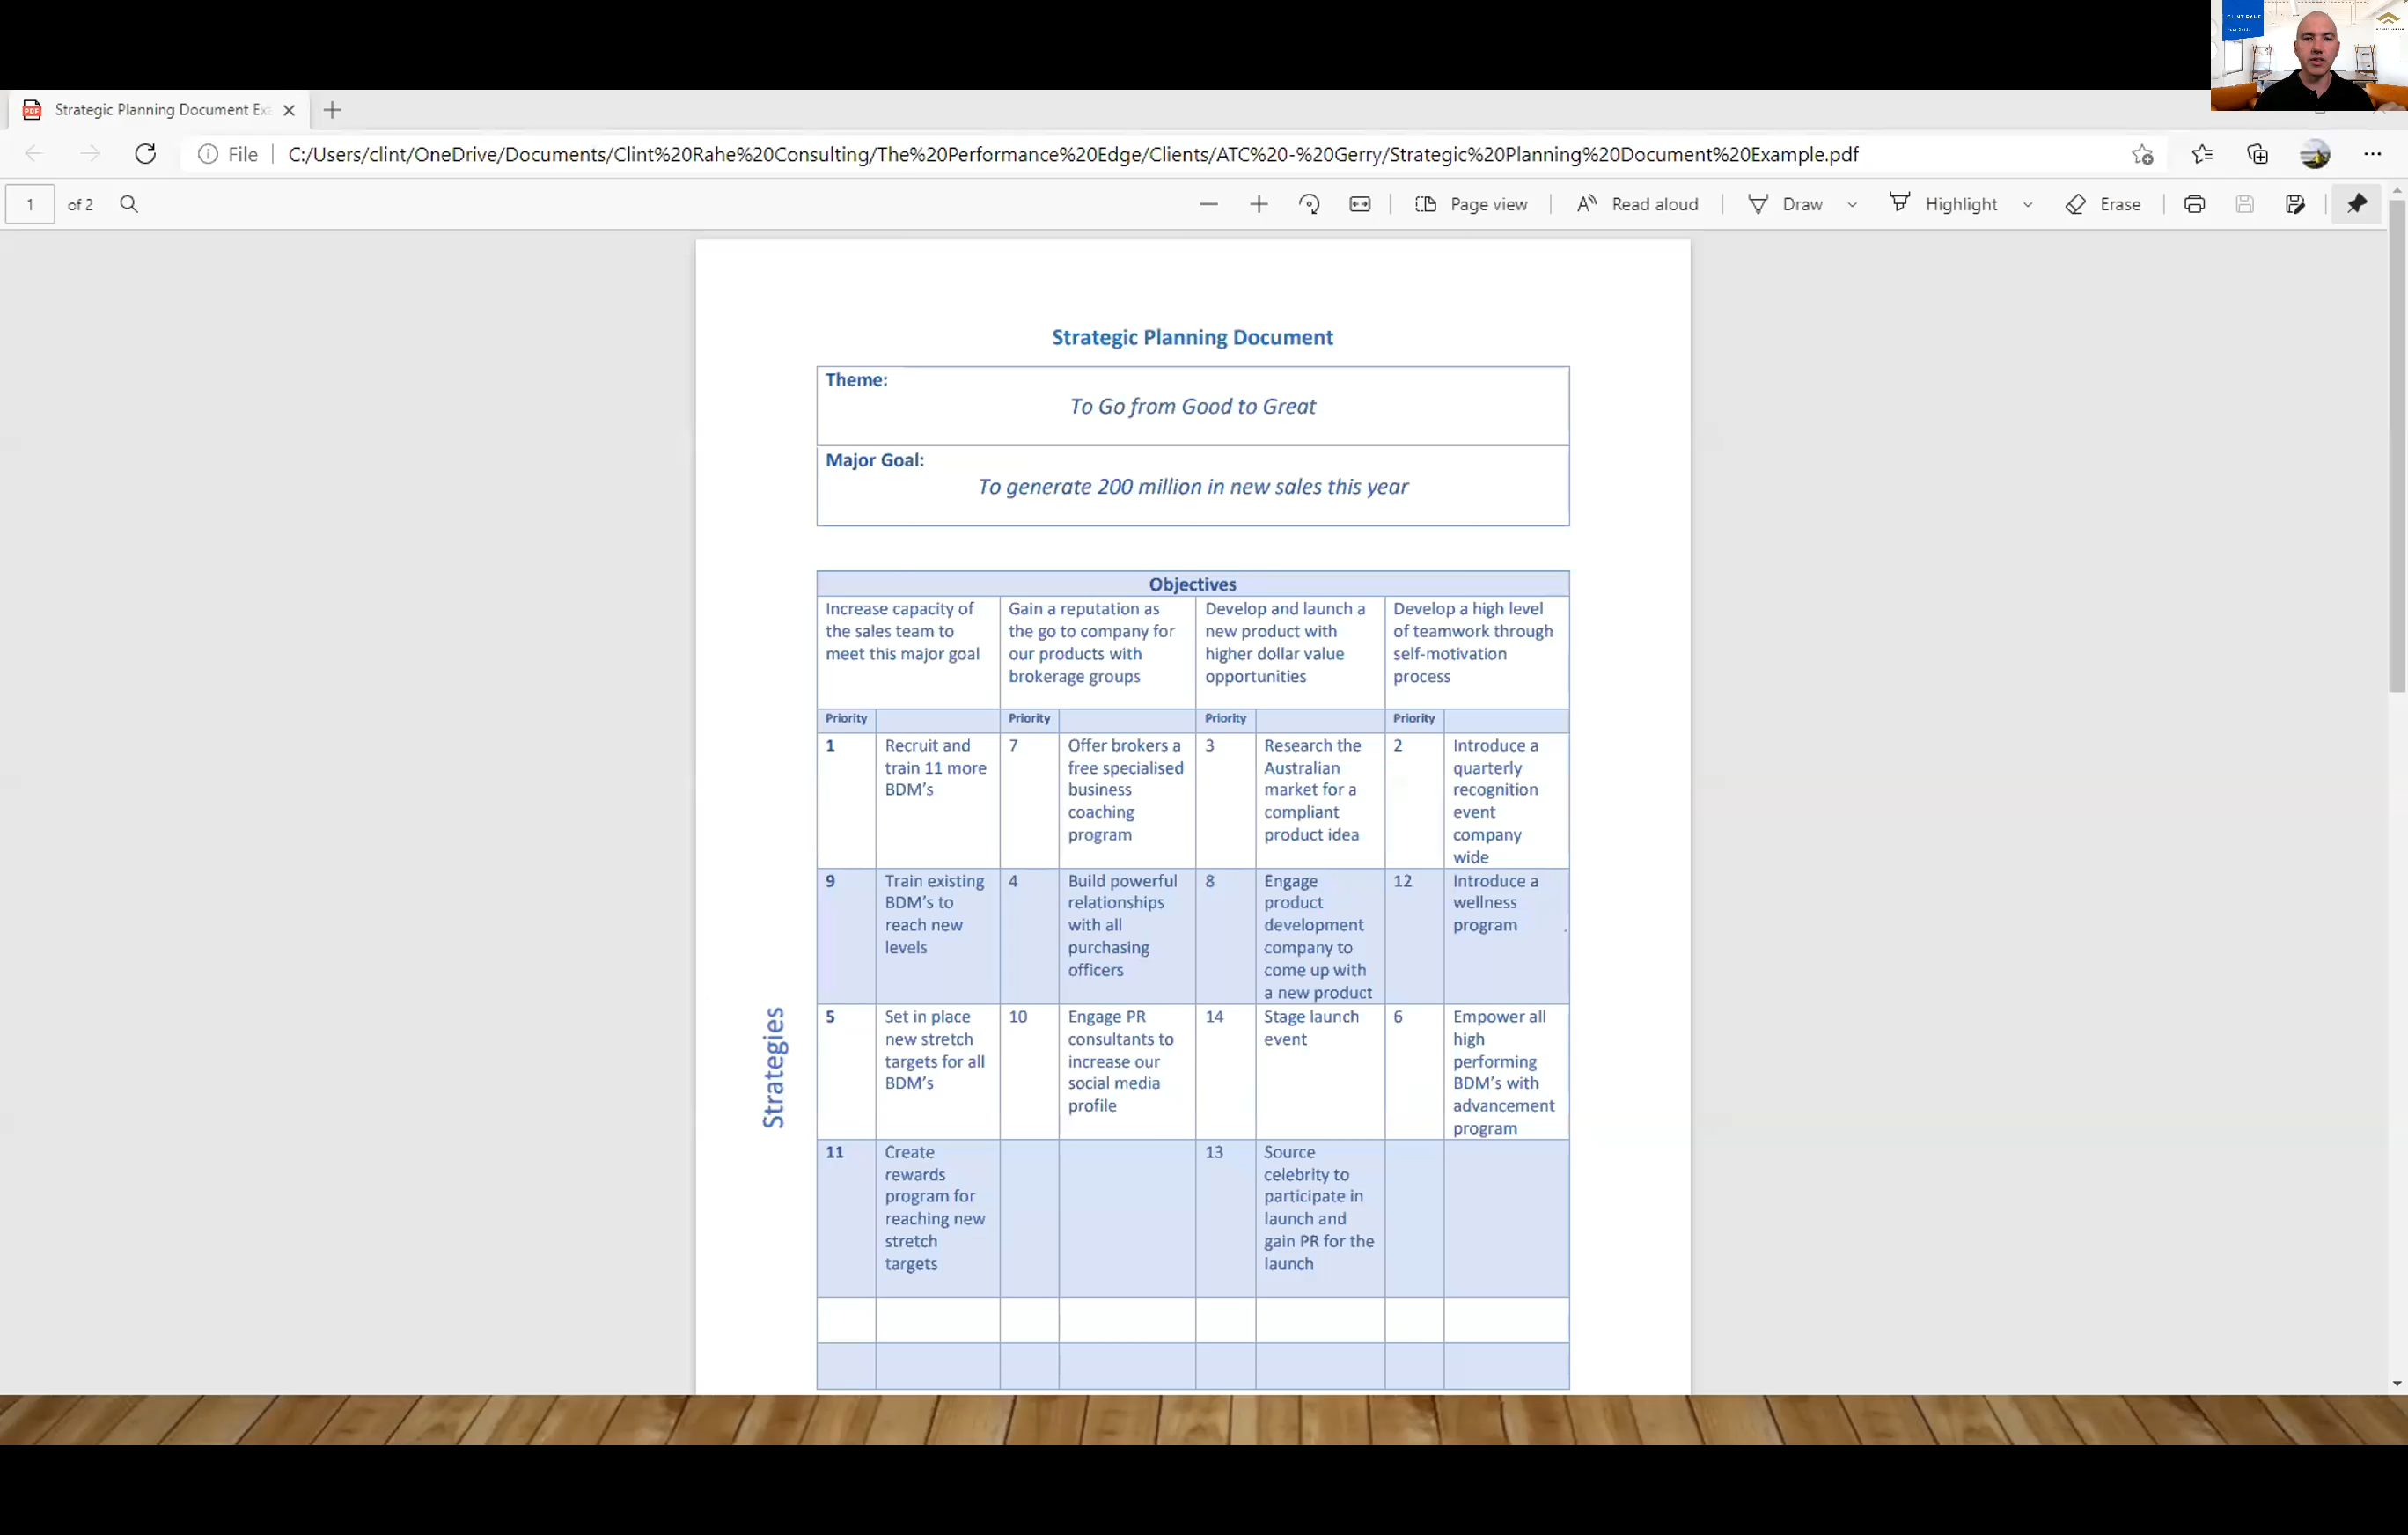 CLINT RAHE
Strategic Planning Document Ex
File
C:/Users/clint/OneDrive/Documents/Clint%20Rahe%20Consulting/The%20Performance%20Edge/Clients/ATC%20-%20Gerry/Strategic%20Planning%20Document%20Example.pdf
1 of 2
Page view
Read aloud
Draw
Highlight
Erase
Strategic Planning Document
Theme:
To Go from Good to Great
Major Goal:
To generate 200 million in new sales this year
Objectives
Increase capacity of
the sales team to
meet this major goal
Gain a reputation as
the go to company for
our products with
brokerage groups
Develop and launch a
new product with
higher dollar value
opportunities
Develop a high level
of teamwork through
self-motivation
process
Priority
Priority
Priority
Priority
Strategies
1
Recruit and
train 11 more
BDM's
7
Offer brokers a
free specialised
business
coaching
program
3
Research the
Australian
market for a
compliant
product idea
2
Introduce a
quarterly
recognition
event
company
wide
9
Train existing
BDM's to
reach new
levels
4
Build powerful
relationships
with all
purchasing
officers
8
Engage
product
development
company to
come up with
a new product
12
Introduce a
wellness
program
5
Set in place
new stretch
targets for all
BDM's
10
Engage PR
consultants to
increase our
social media
profile
14
Stage launch
event
6
Empower all
high
performing
BDM's with
advancement
program
11
Create
rewards
program for
reaching new
stretch
targets
13
Source
celebrity to
participate in
launch and
gain PR for the
launch